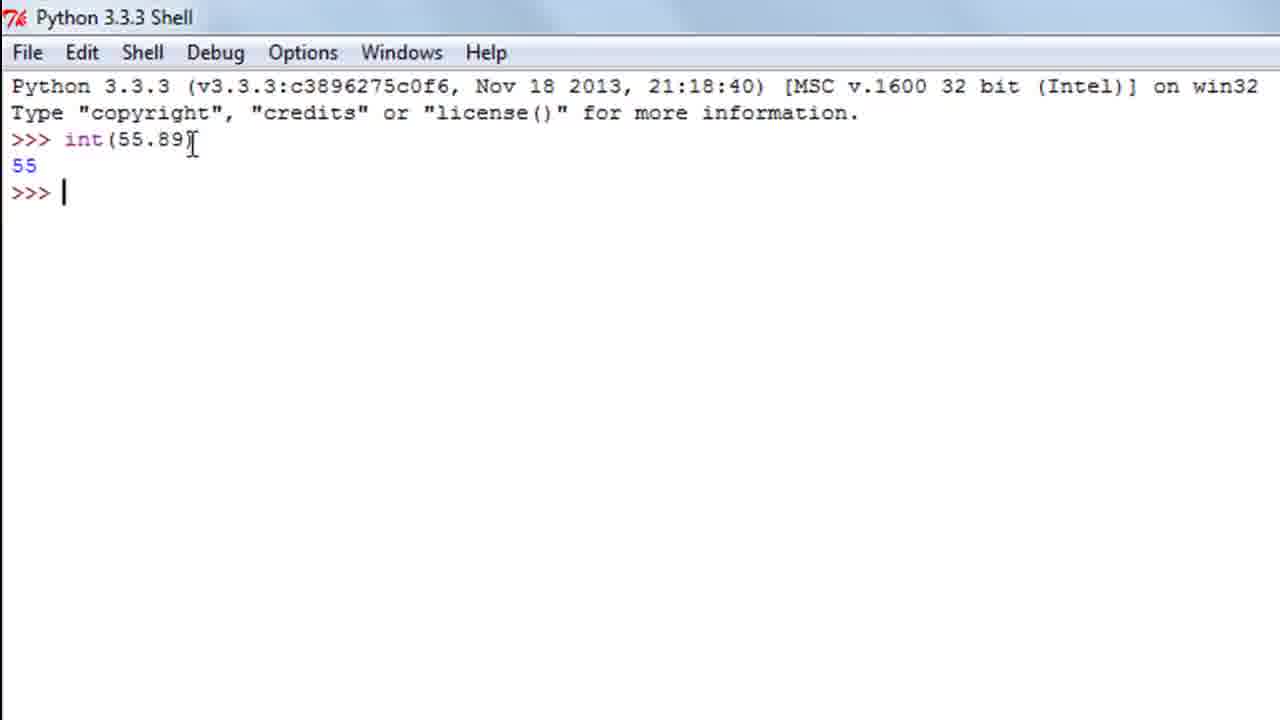 Python 3.3.3 Shell
File Edit Shell Debug Options Windows Help
Python 3.3.3 (v3.3.3:c3896275c0f6, Nov 18 2013, 21:18:40) [MSC v.1600 32 bit (Intel)] on win32
Type "copyright", "credits" or "license()" for more information.
>>> int(55.89)
55
>>>